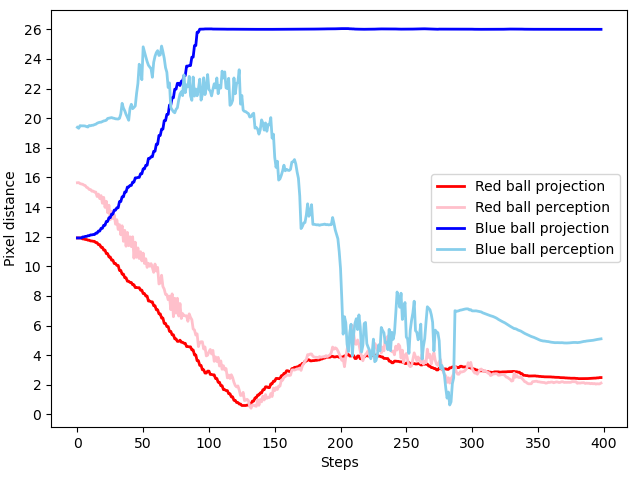 26
24
22
20
18
16
14
12
10
8
6
4
2
0
Pixel distance
Red ball projection
Red ball perception
Blue ball projection
Blue ball perception
0 50 100 150 200 250 300 350 400
Steps